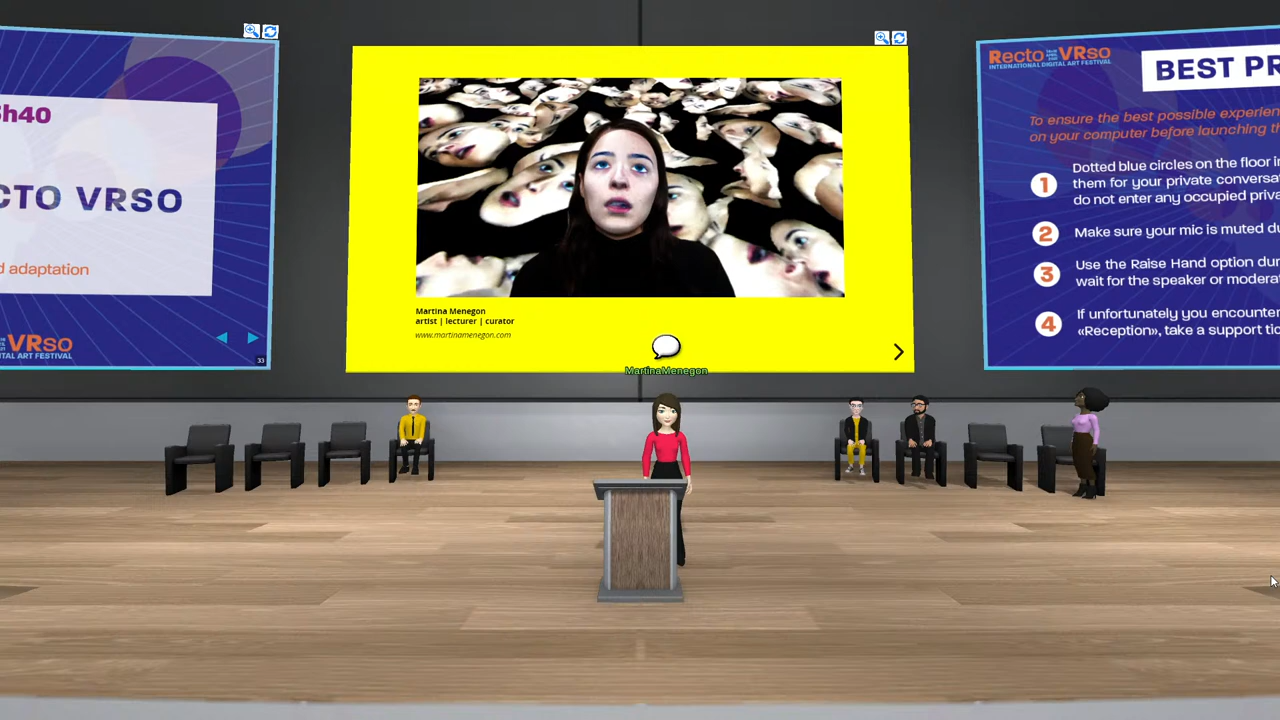 h40
CTO VRSO
d adaptation
VRso
AL ART FESTIVAL
33
Martina Menegon
artist | lecturer | curator
www.martinamenegon.com
MartinaMenegon
Recto VRso
INTERNATIONAL DIGITAL ART FESTIVAL
BEST PR
To ensure the best possible experien
on your computer before launching th
1 Dotted blue circles on the floor in
them for your private conversat
do not enter any occupied priva
2 Make sure your mic is muted du
3 Use the Raise Hand option dur
wait for the speaker or modera
4 If unfortunately you encounter
«Reception», take a support tic